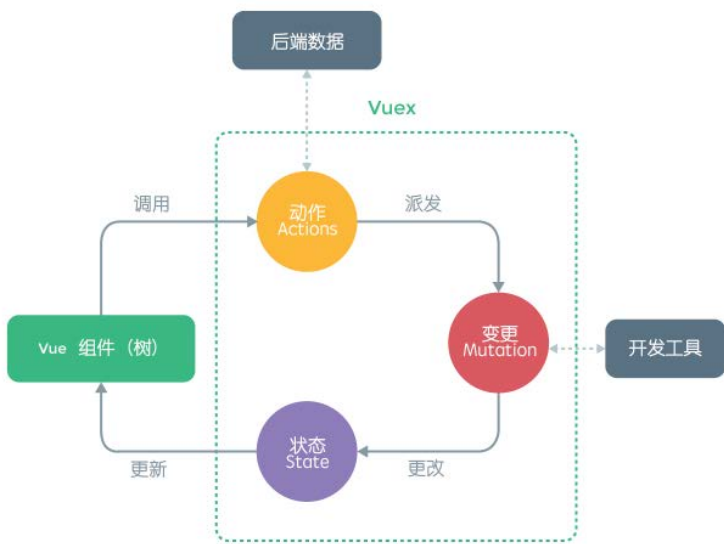 后端数据
Vuex
调用
动作
Actions
派发
Vue 组件（树）
变更
Mutation
开发工具
状态
State
更新
更改